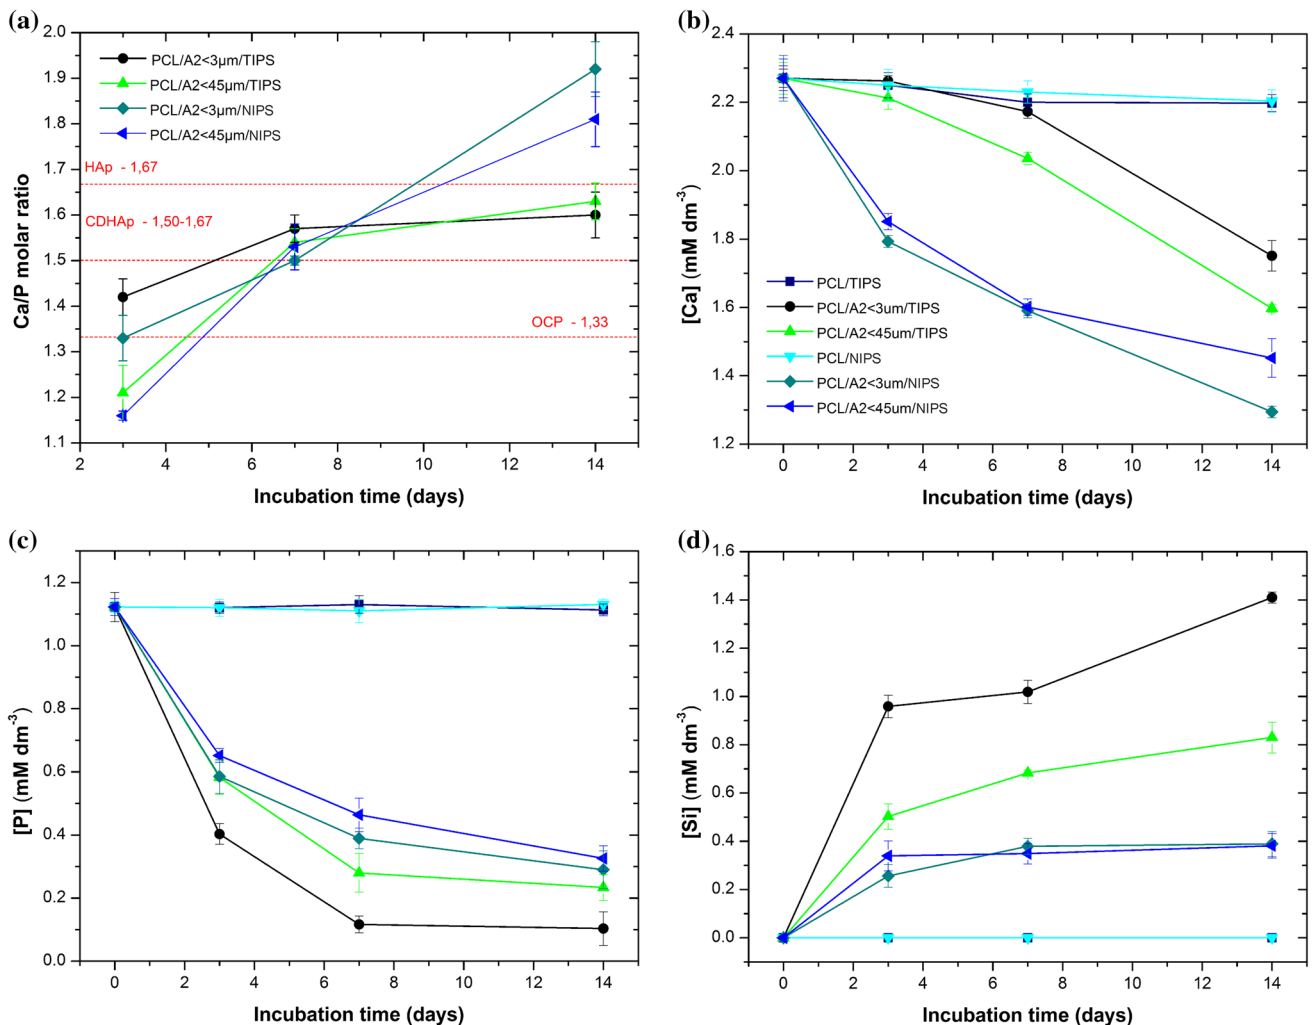 (a)
2.0
1.9
1.8
1.7
1.6
1.5
1.4
1.3
1.2
1.1
Ca/P molar ratio
PCL/A2<3μm/TIPS
PCL/A2<45μm/TIPS
PCL/A2<3μm/NIPS
PCL/A2<45μm/NIPS
HAp - 1,67
CDHAp - 1,50-1,67
OCP - 1,33
2 4 6 8 10 12 14
Incubation time (days)
(b)
2.4
2.2
2.0
1.8
1.6
1.4
1.2
[Ca] (mM dm⁻³)
PCL/TIPS
PCL/A2<3um/TIPS
PCL/A2<45um/TIPS
PCL/NIPS
PCL/A2<3um/NIPS
PCL/A2<45um/NIPS
0 2 4 6 8 10 12 14
Incubation time (days)
(c)
1.2
1.0
0.8
0.6
0.4
0.2
0.0
[P] (mM dm⁻³)
0 2 4 6 8 10 12 14
Incubation time (days)
(d)
1.6
1.4
1.2
1.0
0.8
0.6
0.4
0.2
0.0
[Si] (mM dm⁻³)
0 2 4 6 8 10 12 14
Incubation time (days)